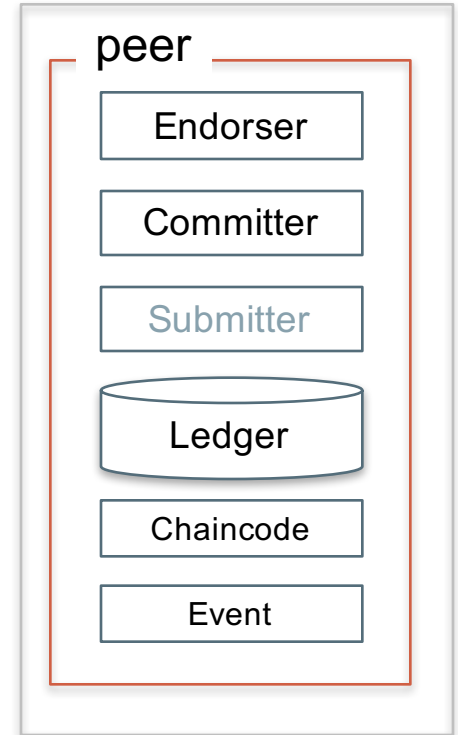 peer
Endorser
Committer
Submitter
Ledger
Chaincode
Event